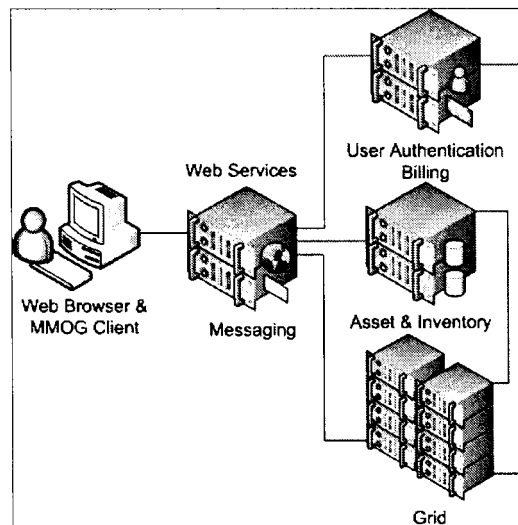 User Authentication
Billing
Web Services
Web Browser &
MMOG Client
Messaging
Asset & Inventory
Grid